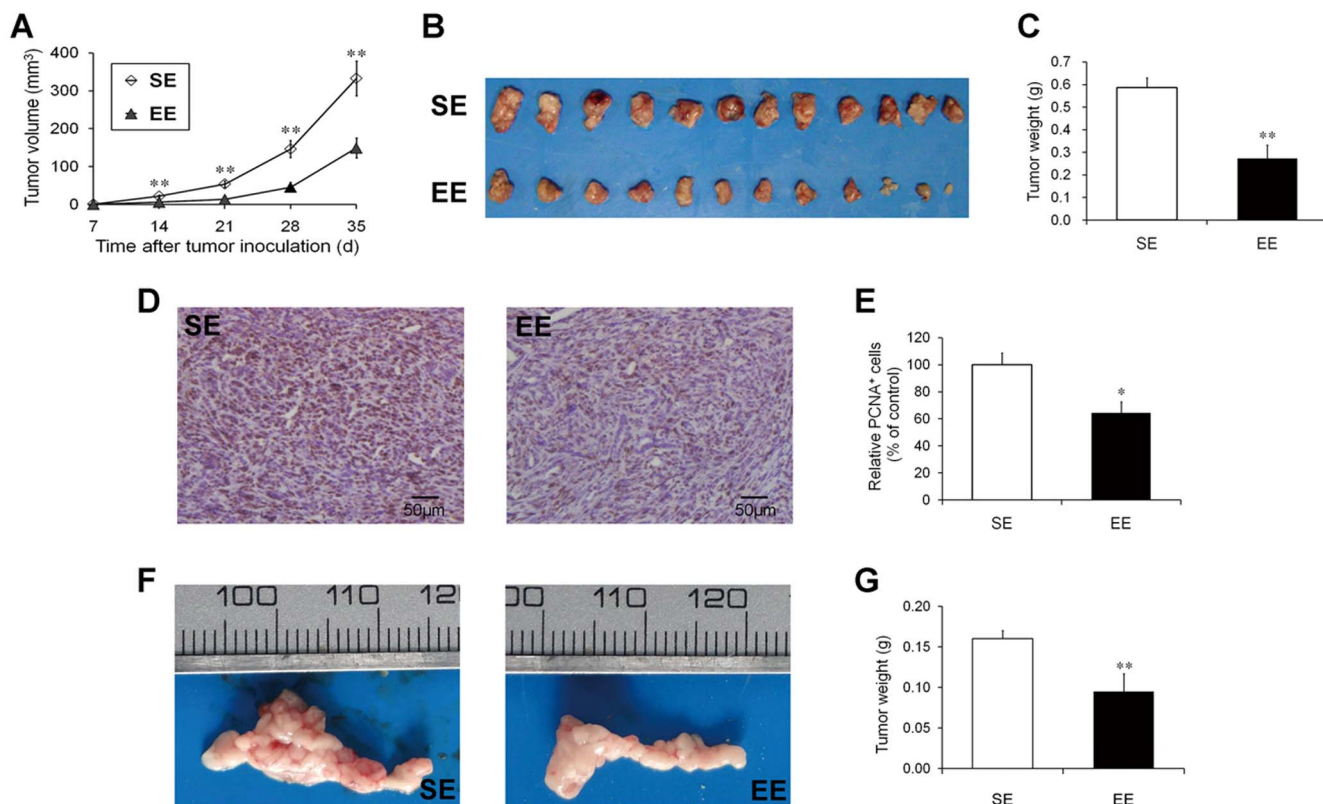 A
Tumor volume (mm³)
400
300
200
100
0
SE
EE
**
**
**
**
7
14
21
28
35
Time after tumor inoculation (d)
B
SE
EE
C
Tumor weight (g)
0.7
0.6
0.5
0.4
0.3
0.2
0.1
0.0
**
SE
EE
D
SE
50μm
EE
50μm
E
Relative PCNA⁺ cells
(% of control)
120
100
80
60
40
20
0
*
SE
EE
F
100
110
SE
110
120
EE
G
Tumor weight (g)
0.20
0.15
0.10
0.05
0.00
**
SE
EE